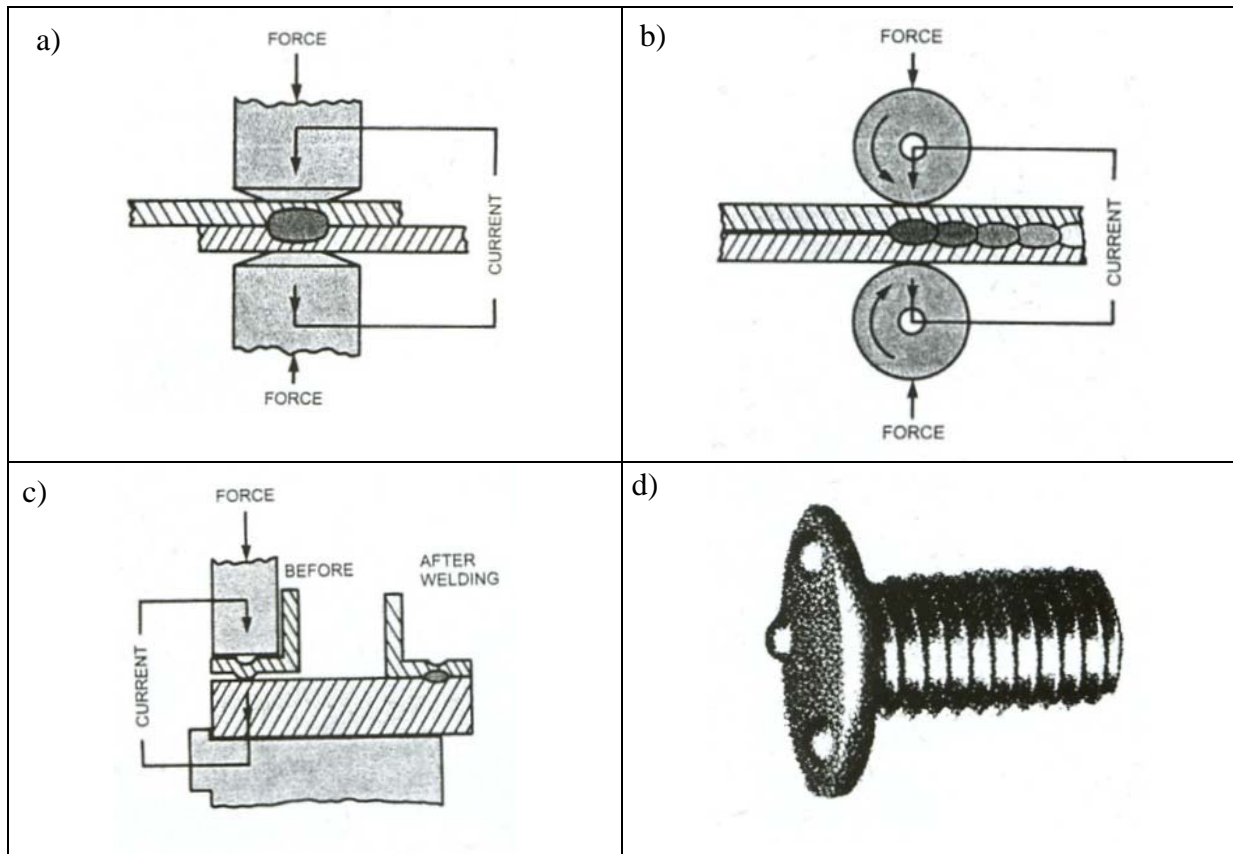 a)
FORCE
CURRENT
FORCE
b)
FORCE
CURRENT
FORCE
c)
FORCE
BEFORE
AFTER
WELDING
CURRENT
d)